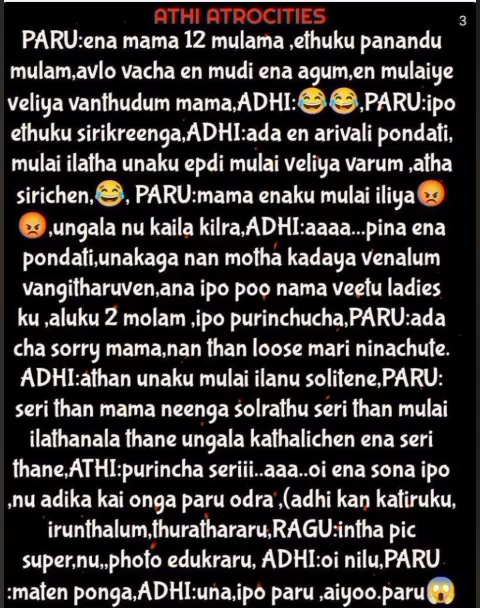 ATHI ATROCITIES
3
PARU:ena mama 12 mulama ,ethuku panandu
mulam,avlo vacha en mudi ena agum,en mulaiye
veliya vanthudum mama,ADHI:😂😂,PARU:ipo
ethuku sirikreenga,ADHI:ada en arivali pondati,
mulai ilatha unaku epdi mulai veliya varum ,atha
sirichen,😂, PARU:mama enaku mulai iliya😡
😡,ungala nu kaila kilra,ADHI:aaaa...pina ena
pondati,unakaga nan motha kadaya venalum
vangitharuven,ana ipo poo nama veetu ladies
ku ,aluku 2 molam ,ipo purinchucha,PARU:ada
cha sorry mama,nan than loose mari ninachute.
ADHI:athan unaku mulai ilanu solitene,PARU:
seri than mama neenga solrathu seri than mulai
ilathanala thane ungala kathalichen ena seri
thane,ATHI:purincha seriii..aaa..oi ena sona ipo
,nu adika kai onga paru odra ,(adhi kan katiruku,
irunthalum,thurathararu,RAGU:intha pic
super,nu,,photo edukraru, ADHI:oi nilu,PARU
:maten ponga,ADHI:una,ipo paru ,aiyoo.paru😱